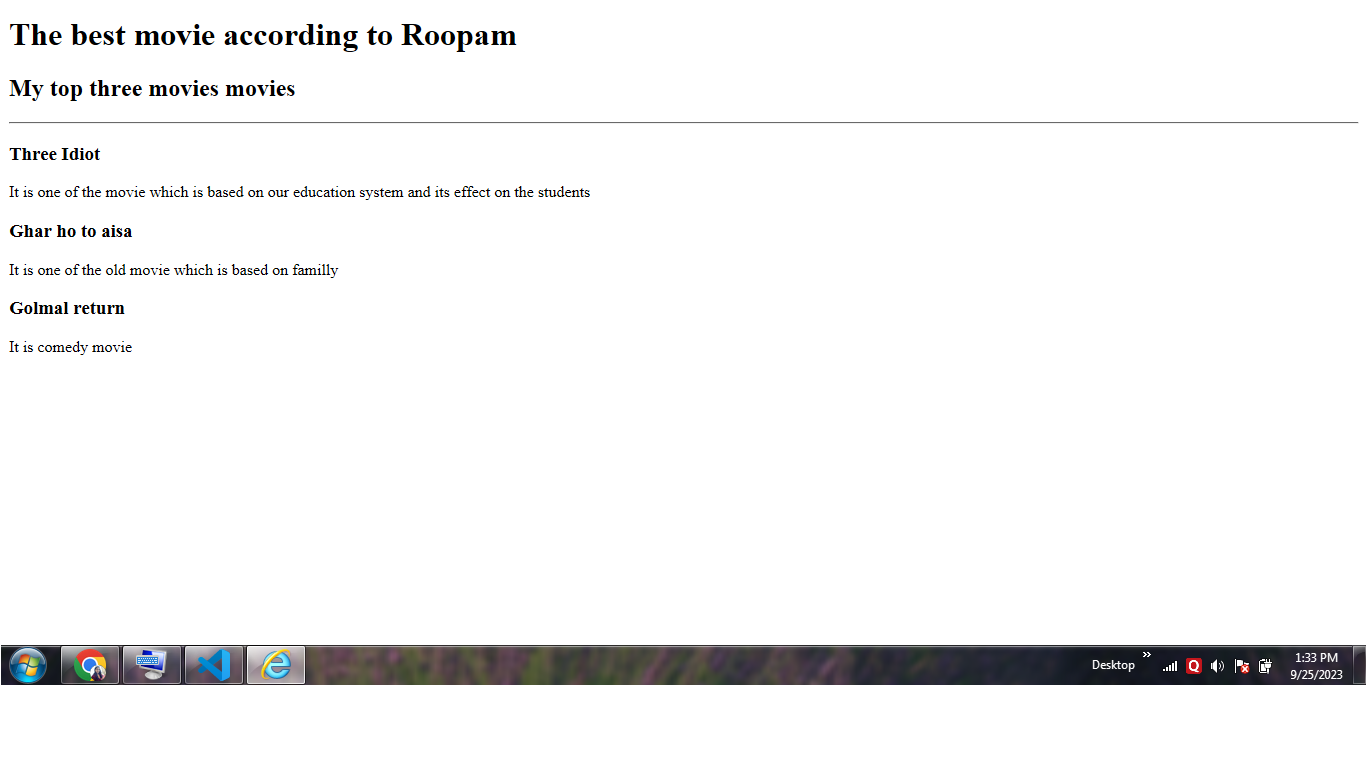 The best movie according to Roopam
My top three movies movies
Three Idiot
It is one of the movie which is based on our education system and its effect on the students
Ghar ho to aisa
It is one of the old movie which is based on familly
Golmal return
It is comedy movie
Desktop
Q
1:33 PM
9/25/2023